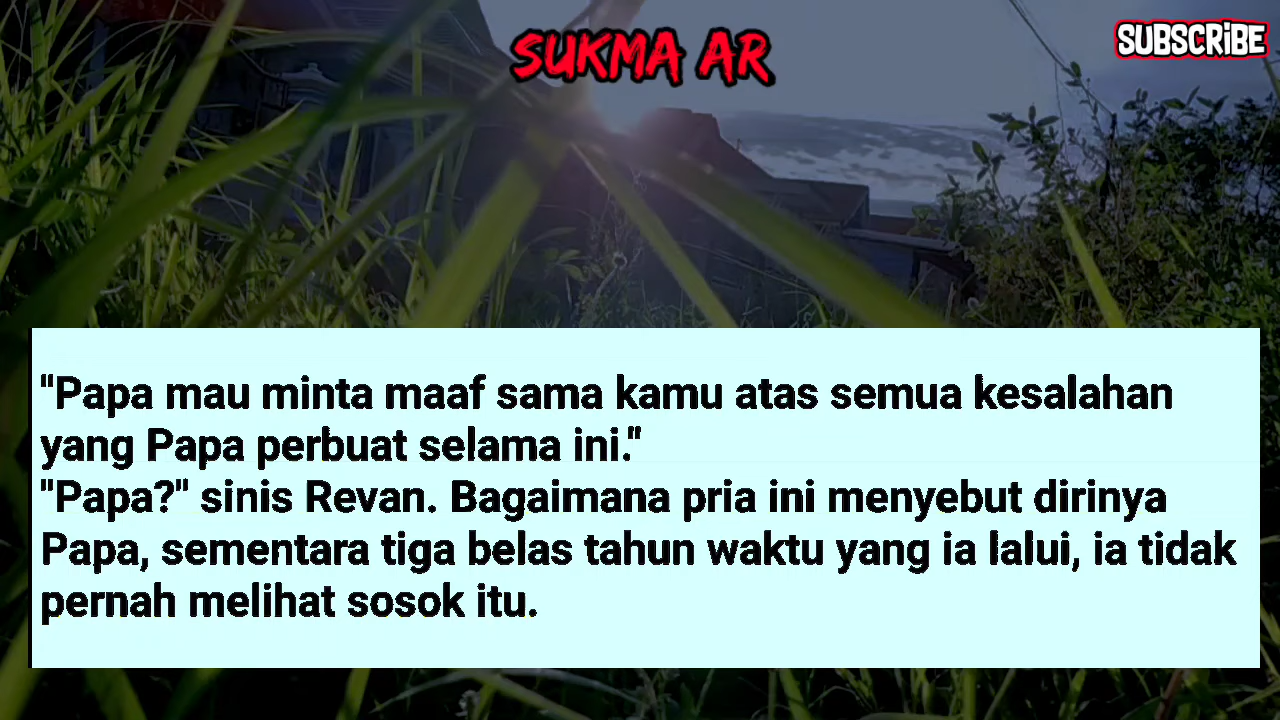 SUKMA AR
SUBSCRIBE
"Papa mau minta maaf sama kamu atas semua kesalahan
yang Papa perbuat selama ini."
"Papa?" sinis Revan. Bagaimana pria ini menyebut dirinya
Papa, sementara tiga belas tahun waktu yang ia lalui, ia tidak
pernah melihat sosok itu.